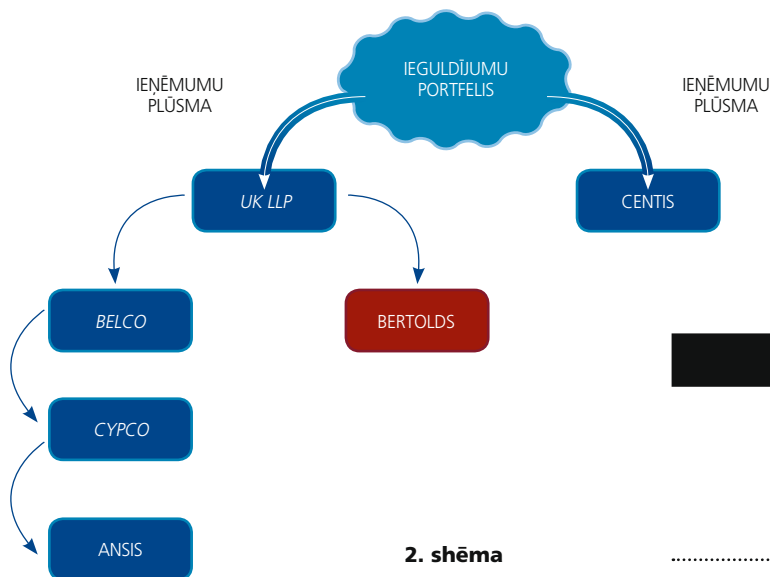 IEGULDĪJUMU
PORTFELIS
IEŅĒMUMU
PLŪSMA
IEŅĒMUMU
PLŪSMA
UK LLP
CENTIS
BELCO
BERTOLDS
CYPCO
ANSIS
2. shēma